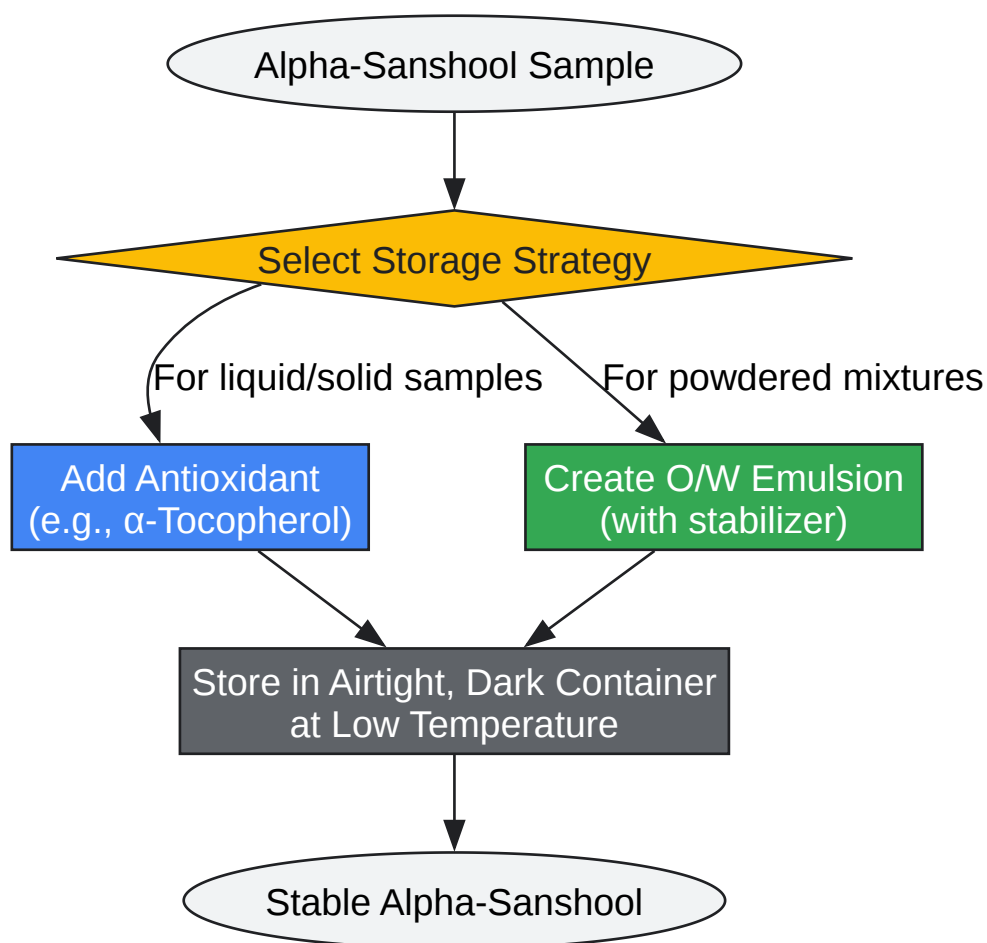 Alpha-Sanshool Sample
Select Storage Strategy
For liquid/solid samples
For powdered mixtures
Add Antioxidant
(e.g., α-Tocopherol)
Create O/W Emulsion
(with stabilizer)
Store in Airtight, Dark Container
at Low Temperature
Stable Alpha-Sanshool